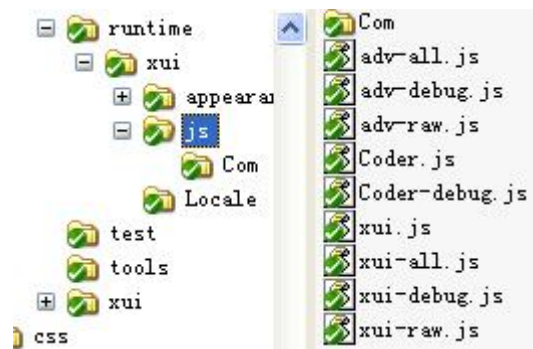 runtime
xui
appearan
js
Com
Locale
test
tools
xui
css
Com
adv-all.js
adv-debug.js
adv-raw.js
Coder.js
Coder-debug.js
xui.js
xui-all.js
xui-debug.js
xui-raw.js